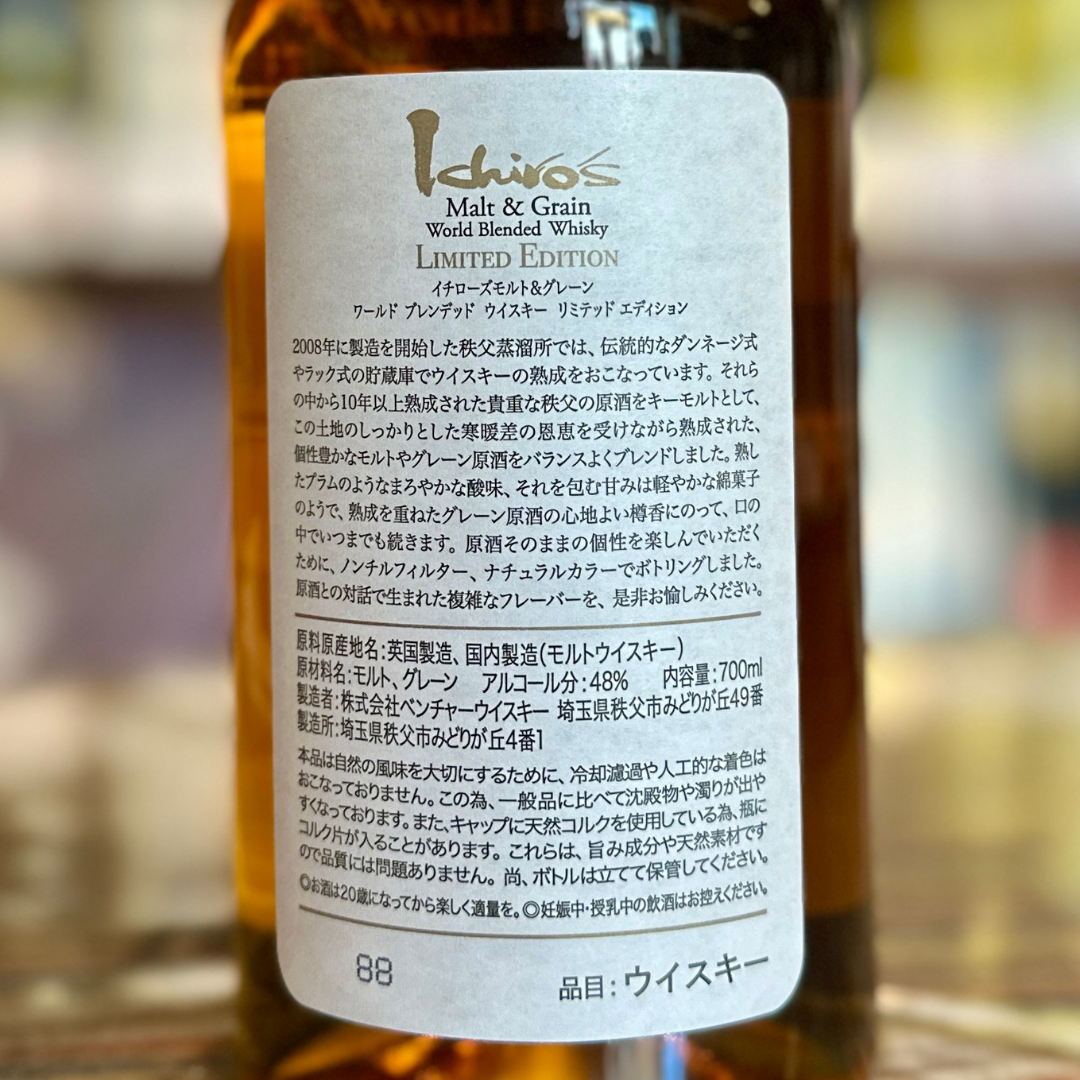 Ichiro's
Malt & Grain
World Blended Whisky
LIMITED EDITION
イチローズモルト&グレーン
ワールド ブレンデッド ウイスキー リミテッド エディション
2008年に製造を開始した秩父蒸溜所では、伝統的なダンネージ式
やラック式の貯蔵庫でウイスキーの熟成をおこなっています。それら
の中から10年以上熟成された貴重な秩父の原酒をキーモルトとして、
この土地のしっかりとした寒暖差の恩恵を受けながら熟成された、
個性豊かなモルトやグレーン原酒をバランスよくブレンドしました。熟し
たプラムのようなまろやかな酸味、それを包む甘みは軽やかな綿菓子
のようで、熟成を重ねたグレーン原酒の心地よい樽香にのって、口の
中でいつまでも続きます。原酒そのままの個性を楽しんでいただく
ために、ノンチルフィルター、ナチュラルカラーでボトリングしました。
原酒との対話で生まれた複雑なフレーバーを、是非お愉しみください。
原料原産地名:英国製造、国内製造(モルトウイスキー)
原材料名:モルト、グレーン アルコール分:48% 内容量:700ml
製造者:株式会社ベンチャーウイスキー 埼玉県秩父市みどりが丘49番
製造所:埼玉県秩父市みどりが丘4番1
本品は自然の風味を大切にするために、冷却濾過や人工的な着色は
おこなっておりません。この為、一般品に比べて沈殿物や濁りが出や
すくなっております。また、キャップに天然コルクを使用している為、瓶に
コルク片が入ることがあります。これらは、旨み成分や天然素材です
ので品質には問題ありません。尚、ボトルは立てて保管してください。
◎お酒は20歳になってから楽しく適量を。◎妊娠中・授乳中の飲酒はお控えください。
88
品目:ウイスキー